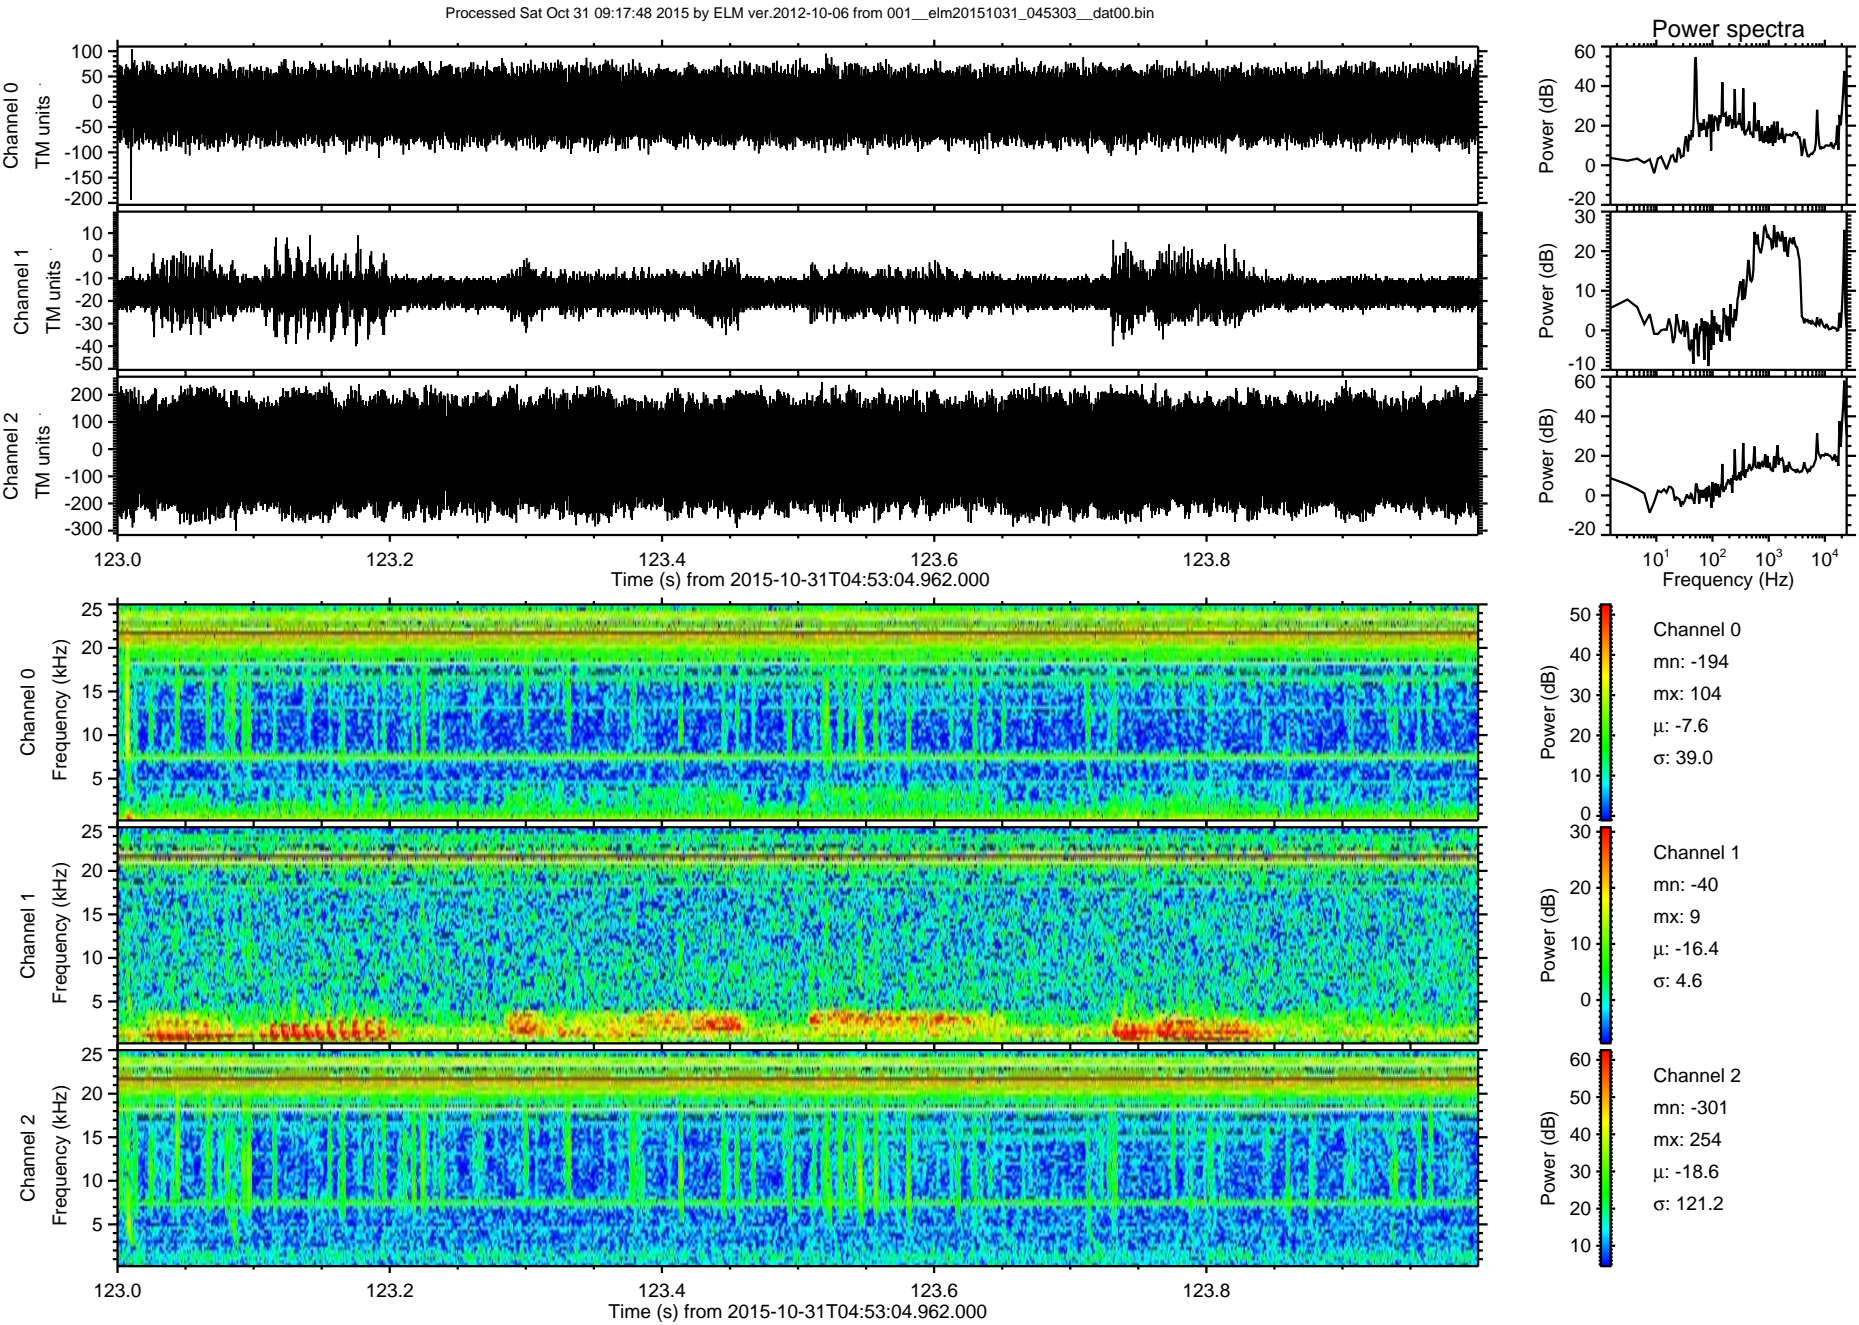 Processed Sat Oct 31 09:17:48 2015 by ELM ver.2012-10-06 from 001__elm20151031_045303__dat00.bin
Power spectra
Channel 0
TM units
100
50
0
-50
-100
-150
-200
Power (dB)
60
40
20
0
-20
Channel 1
TM units
10
0
-10
-20
-30
-40
-50
Power (dB)
30
20
10
0
-10
Channel 2
TM units
200
100
0
-100
-200
-300
Power (dB)
60
40
20
0
-20
123.0 123.2 123.4 123.6 123.8
Time (s) from 2015-10-31T04:53:04.962.000
10¹ 10² 10³ 10⁴
Frequency (Hz)
Channel 0
Frequency (kHz)
25
20
15
10
5
Power (dB)
50
40
30
20
10
0
Channel 0
mn: -194
mx: 104
μ: -7.6
σ: 39.0
Channel 1
Frequency (kHz)
25
20
15
10
5
Power (dB)
30
20
10
0
Channel 1
mn: -40
mx: 9
μ: -16.4
σ: 4.6
Channel 2
Frequency (kHz)
25
20
15
10
5
Power (dB)
60
50
40
30
20
10
Channel 2
mn: -301
mx: 254
μ: -18.6
σ: 121.2
123.0 123.2 123.4 123.6 123.8
Time (s) from 2015-10-31T04:53:04.962.000